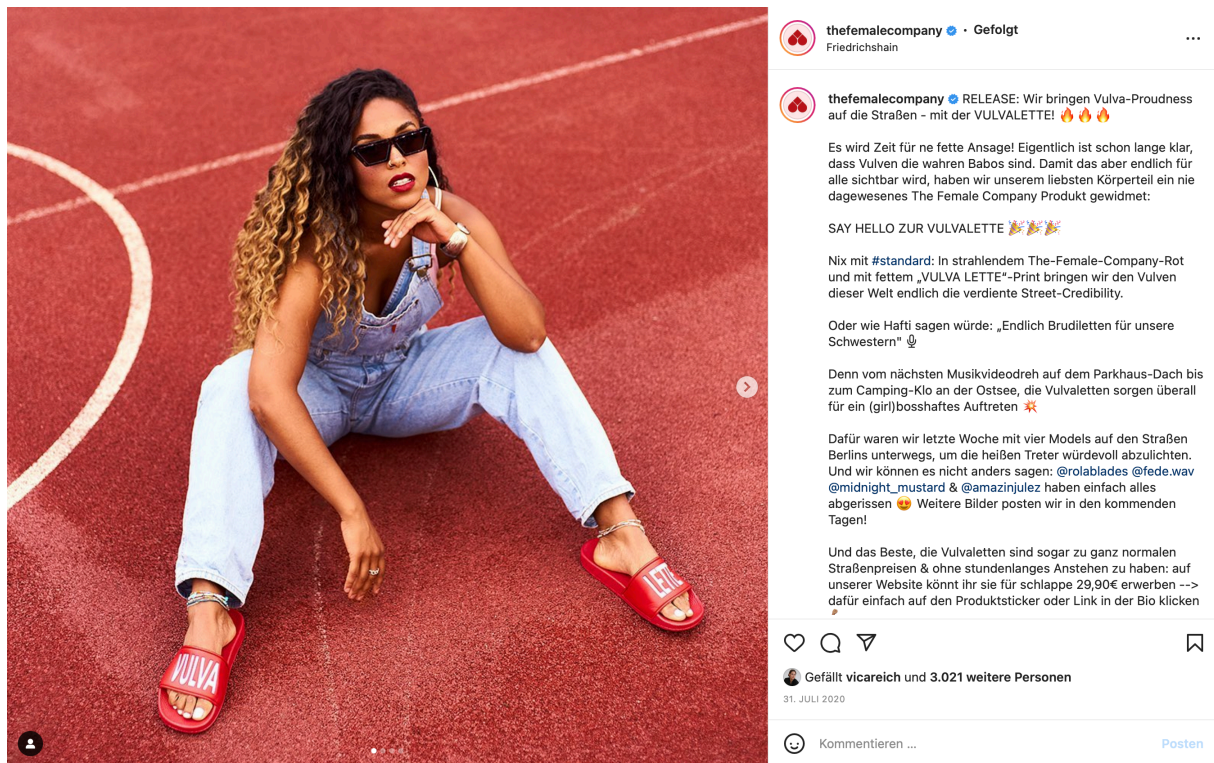 thefemalecompany • Gefolgt
Friedrichshain
thefemalecompany RELEASE: Wir bringen Vulva-Proudness
auf die Straßen - mit der VULVALETTE! 🔥🔥🔥
Es wird Zeit für ne fette Ansage! Eigentlich ist schon lange klar,
dass Vulven die wahren Babos sind. Damit das aber endlich für
alle sichtbar wird, haben wir unserem liebsten Körperteil ein nie
dagewesenes The Female Company Produkt gewidmet:
SAY HELLO ZUR VULVALETTE 🎉🎉🎉
Nix mit #standard: In strahlendem The-Female-Company-Rot
und mit fettem „VULVA LETTE“-Print bringen wir den Vulven
dieser Welt endlich die verdiente Street-Credibility.
Oder wie Hafti sagen würde: „Endlich Brudiletten für unsere
Schwestern" 🎙
Denn vom nächsten Musikvideodreh auf dem Parkhaus-Dach bis
zum Camping-Klo an der Ostsee, die Vulvaletten sorgen überall
für ein (girl)bosshaftes Auftreten 💥
Dafür waren wir letzte Woche mit vier Models auf den Straßen
Berlins unterwegs, um die heißen Treter würdevoll abzulichten.
Und wir können es nicht anders sagen: @rolablades @fede.wav
@midnight_mustard & @amazinjulez haben einfach alles
abgerissen 😍 Weitere Bilder posten wir in den kommenden
Tagen!
Und das Beste, die Vulvaletten sind sogar zu ganz normalen
Straßenpreisen & ohne stundenlanges Anstehen zu haben: auf
unserer Website könnt ihr sie für schlappe 29,90€ erwerben -->
dafür einfach auf den Produktsticker oder Link in der Bio klicken
Gefällt vicareich und 3.021 weitere Personen
31. JULI 2020
Kommentieren ...
Posten
VULVA
LETTE